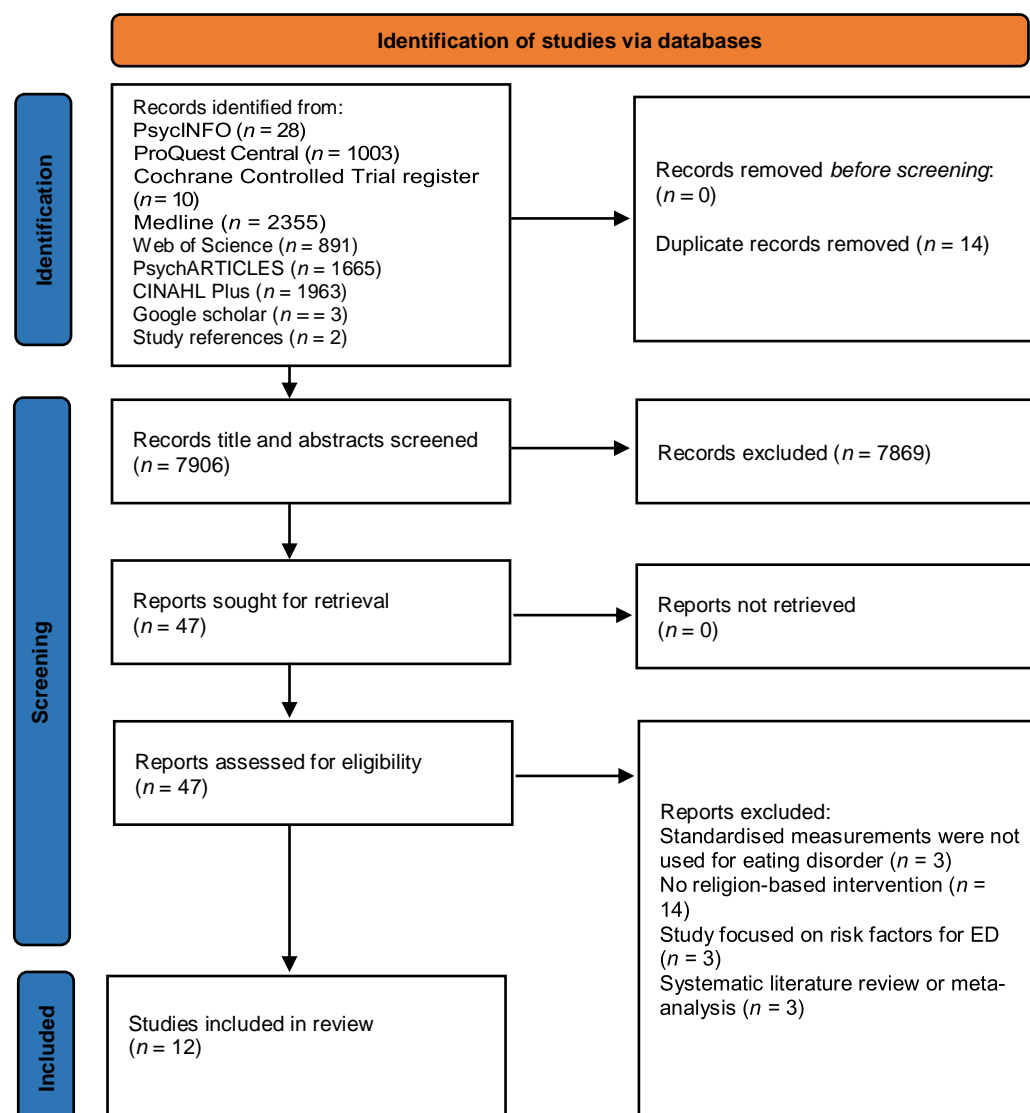 Identification of studies via databases
Identification
Records identified from:
PsycINFO (n = 28)
ProQuest Central (n = 1003)
Cochrane Controlled Trial register
(n = 10)
Medline (n = 2355)
Web of Science (n = 891)
PsychARTICLES (n = 1665)
CINAHL Plus (n = 1963)
Google scholar (n = = 3)
Study references (n = 2)
Records removed before screening:
(n = 0)
Duplicate records removed (n = 14)
Screening
Records title and abstracts screened
(n = 7906)
Records excluded (n = 7869)
Reports sought for retrieval
(n = 47)
Reports not retrieved
(n = 0)
Reports assessed for eligibility
(n = 47)
Reports excluded:
Standardised measurements were not
used for eating disorder (n = 3)
No religion-based intervention (n =
14)
Study focused on risk factors for ED
(n = 3)
Systematic literature review or meta-
analysis (n = 3)
Included
Studies included in review
(n = 12)